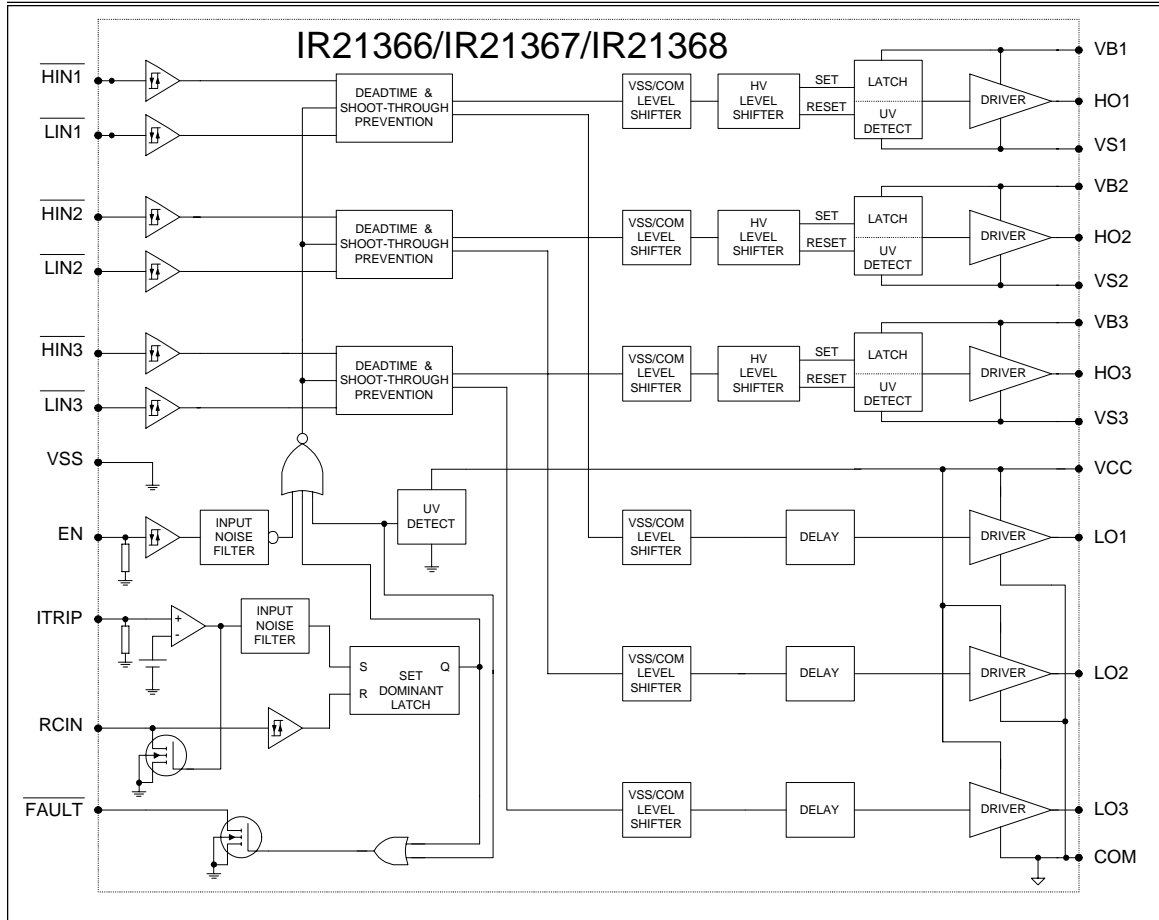 IR21366/IR21367/IR21368
HIN1
LIN1
DEADTIME &
SHOOT-THROUGH
PREVENTION
VSS/COM
LEVEL
SHIFTER
HV
LEVEL
SHIFTER
SET
RESET
LATCH
UV
DETECT
DRIVER
VB1
HO1
VS1
HIN2
LIN2
DEADTIME &
SHOOT-THROUGH
PREVENTION
VSS/COM
LEVEL
SHIFTER
HV
LEVEL
SHIFTER
SET
RESET
LATCH
UV
DETECT
DRIVER
VB2
HO2
VS2
HIN3
LIN3
DEADTIME &
SHOOT-THROUGH
PREVENTION
VSS/COM
LEVEL
SHIFTER
HV
LEVEL
SHIFTER
SET
RESET
LATCH
UV
DETECT
DRIVER
VB3
HO3
VS3
VSS
VCC
EN
INPUT
NOISE
FILTER
UV
DETECT
VSS/COM
LEVEL
SHIFTER
DELAY
DRIVER
LO1
ITRIP
+
-
INPUT
NOISE
FILTER
S
R
Q
SET
DOMINANT
LATCH
VSS/COM
LEVEL
SHIFTER
DELAY
DRIVER
LO2
RCIN
FAULT
VSS/COM
LEVEL
SHIFTER
DELAY
DRIVER
LO3
COM